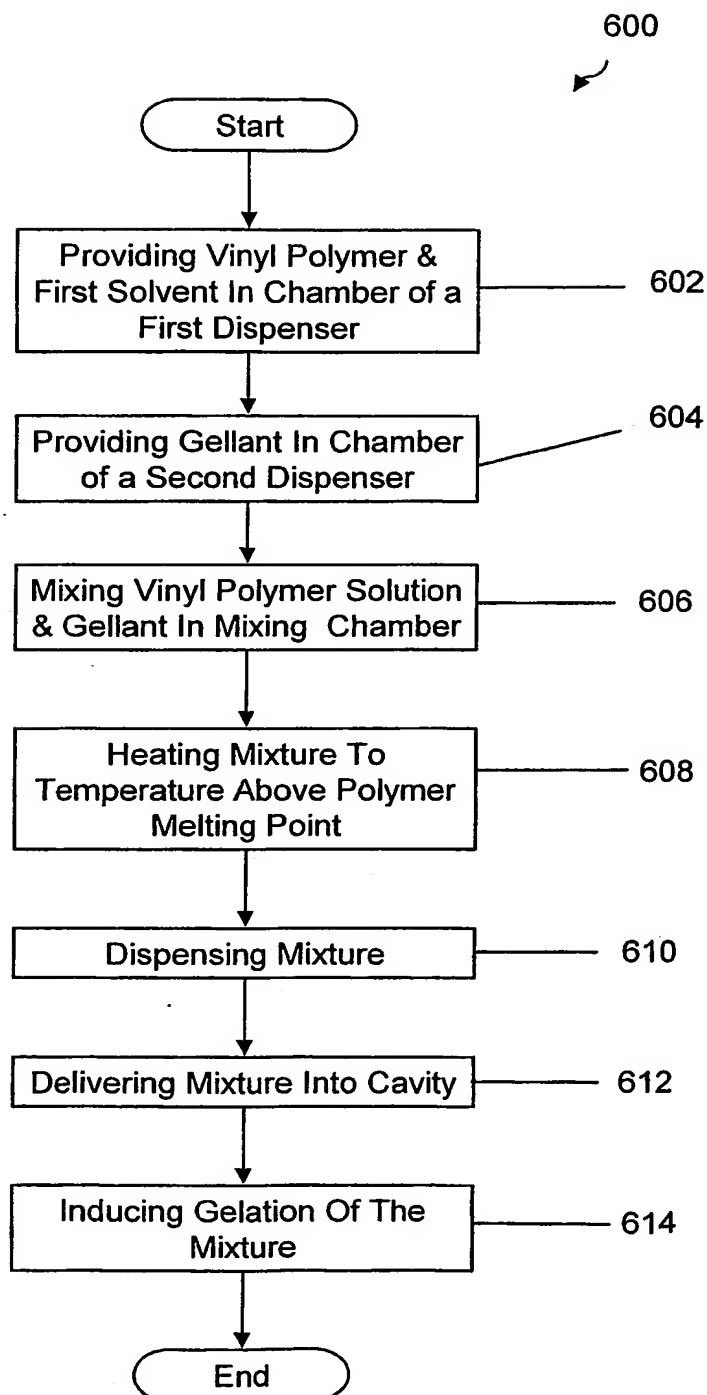 600
Start
Providing Vinyl Polymer &
First Solvent In Chamber of a
First Dispenser
602
Providing Gellant In Chamber
of a Second Dispenser
604
Mixing Vinyl Polymer Solution
& Gellant In Mixing Chamber
606
Heating Mixture To
Temperature Above Polymer
Melting Point
608
Dispensing Mixture
610
Delivering Mixture Into Cavity
612
Inducing Gelation Of The
Mixture
614
End